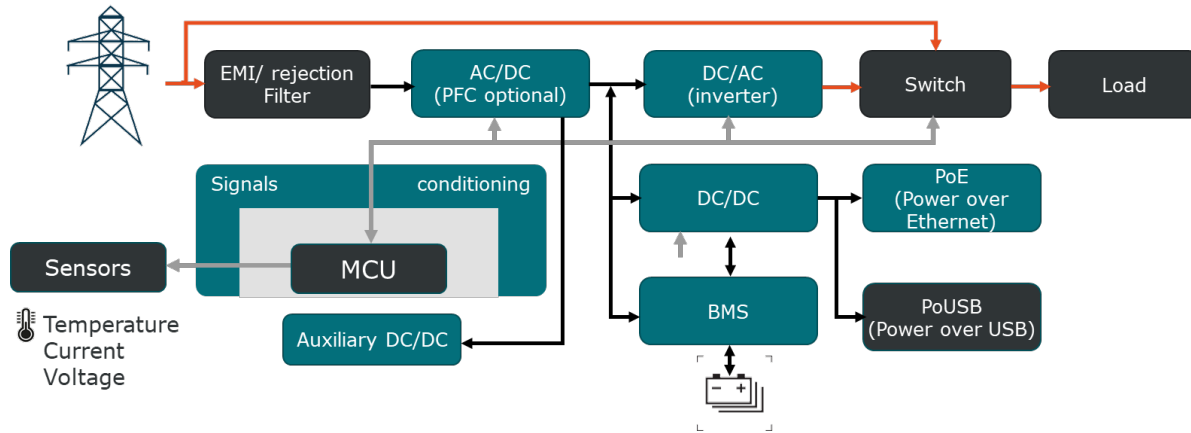 EMI/ rejection
Filter
AC/DC
(PFC optional)
DC/AC
(inverter)
Switch
Load
Signals conditioning
DC/DC
PoE
(Power over
Ethernet)
Sensors
MCU
BMS
PoUSB
(Power over USB)
Temperature
Current
Voltage
Auxiliary DC/DC